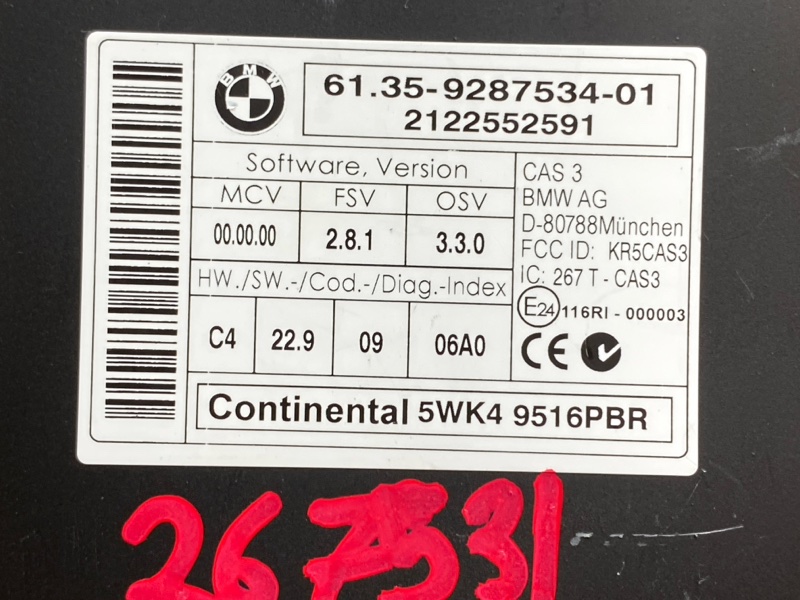 BMW
61.35-9287534-01
2122552591
Software, Version
MCV FSV OSV
00.00.00 2.8.1 3.3.0
HW./SW.-/Cod.-/Diag.-Index
C4 22.9 09 06A0
CAS 3
BMW AG
D-80788München
FCC ID: KR5CAS3
IC: 267 T - CAS3
E24 116RI - 000003
CE
Continental 5WK4 9516PBR
267531